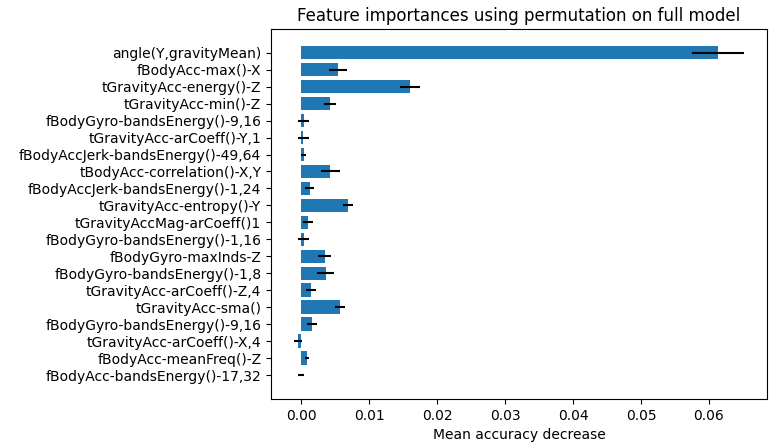 Feature importances using permutation on full model
angle(Y,gravityMean)
fBodyAcc-max()-X
tGravityAcc-energy()-Z
tGravityAcc-min()-Z
fBodyGyro-bandsEnergy()-9,16
tGravityAcc-arCoeff()-Y,1
fBodyAccJerk-bandsEnergy()-49,64
tBodyAcc-correlation()-X,Y
fBodyAccJerk-bandsEnergy()-1,24
tGravityAcc-entropy()-Y
tGravityAccMag-arCoeff()1
fBodyGyro-bandsEnergy()-1,16
fBodyGyro-maxInds-Z
fBodyGyro-bandsEnergy()-1,8
tGravityAcc-arCoeff()-Z,4
tGravityAcc-sma()
fBodyGyro-bandsEnergy()-9,16
tGravityAcc-arCoeff()-X,4
fBodyAcc-meanFreq()-Z
fBodyAcc-bandsEnergy()-17,32
0.00 0.01 0.02 0.03 0.04 0.05 0.06
Mean accuracy decrease